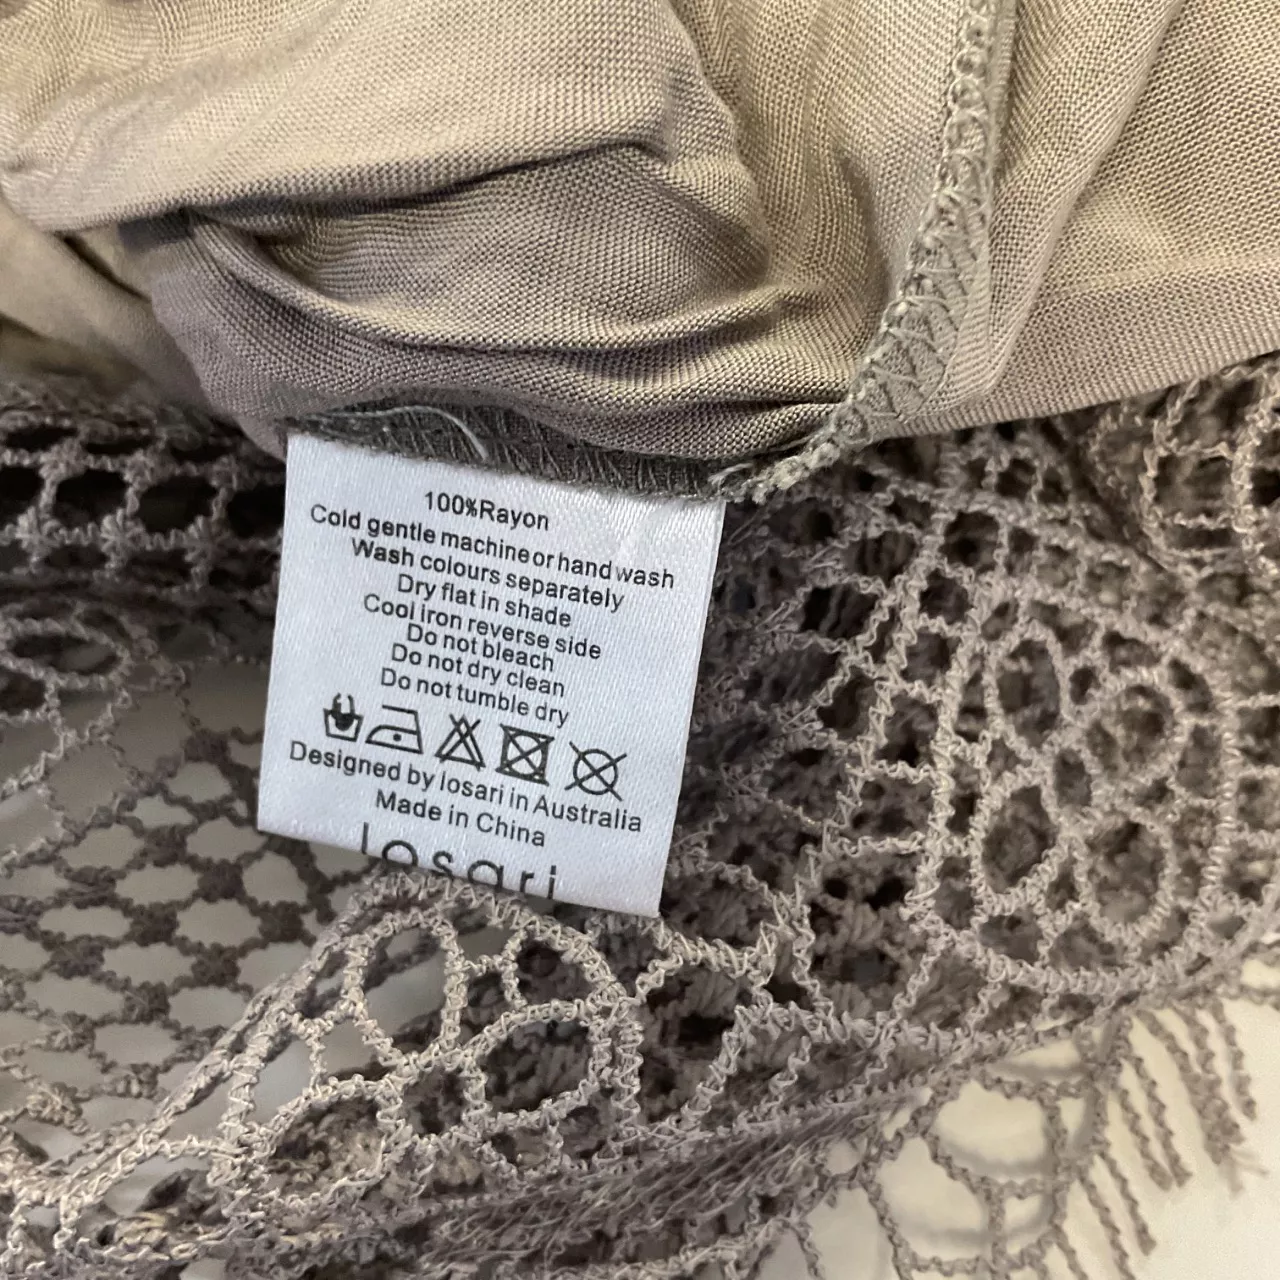 100%Rayon
Cold gentle machine or hand wash
Wash colours separately
Dry flat in shade
Cool iron reverse side
Do not bleach
Do not dry clean
Do not tumble dry
Designed by losari in Australia
Made in China
losari